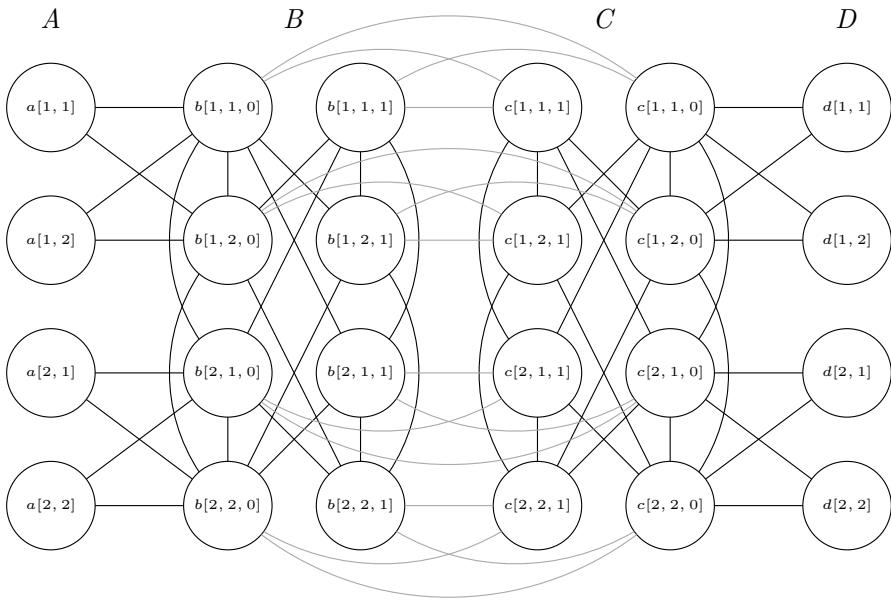 A B C D
a[1, 1] b[1, 1, 0] b[1, 1, 1] c[1, 1, 1] c[1, 1, 0] d[1, 1]
a[1, 2] b[1, 2, 0] b[1, 2, 1] c[1, 2, 1] c[1, 2, 0] d[1, 2]
a[2, 1] b[2, 1, 0] b[2, 1, 1] c[2, 1, 1] c[2, 1, 0] d[2, 1]
a[2, 2] b[2, 2, 0] b[2, 2, 1] c[2, 2, 1] c[2, 2, 0] d[2, 2]